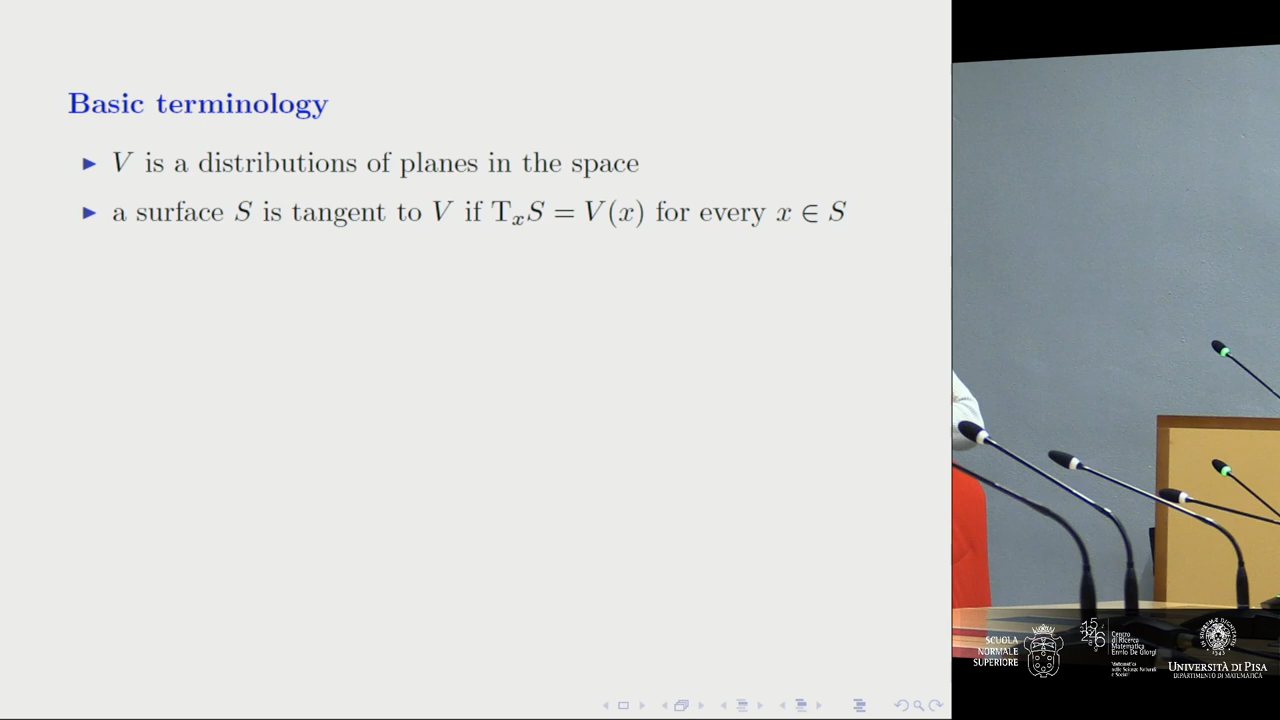 Basic terminology
▶ V is a distributions of planes in the space
▶ a surface S is tangent to V if TₓS = V(x) for every x ∈ S
SCUOLA
NORMALE
SUPERIORE
Centro
di Ricerca
Matematica
Ennio De Giorgi
UNIVERSITÀ DI PISA
DIPARTIMENTO DI MATEMATICA